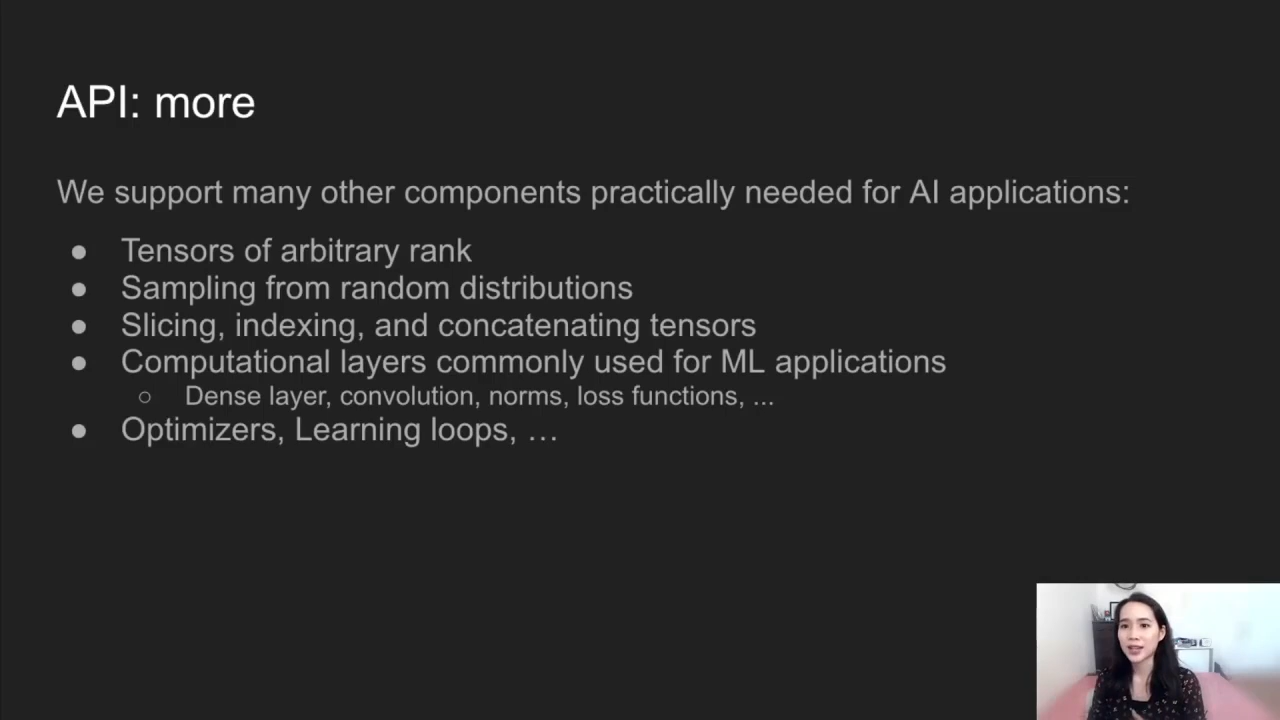 API: more
We support many other components practically needed for AI applications:
● Tensors of arbitrary rank
● Sampling from random distributions
● Slicing, indexing, and concatenating tensors
● Computational layers commonly used for ML applications
○ Dense layer, convolution, norms, loss functions, ...
● Optimizers, Learning loops, …